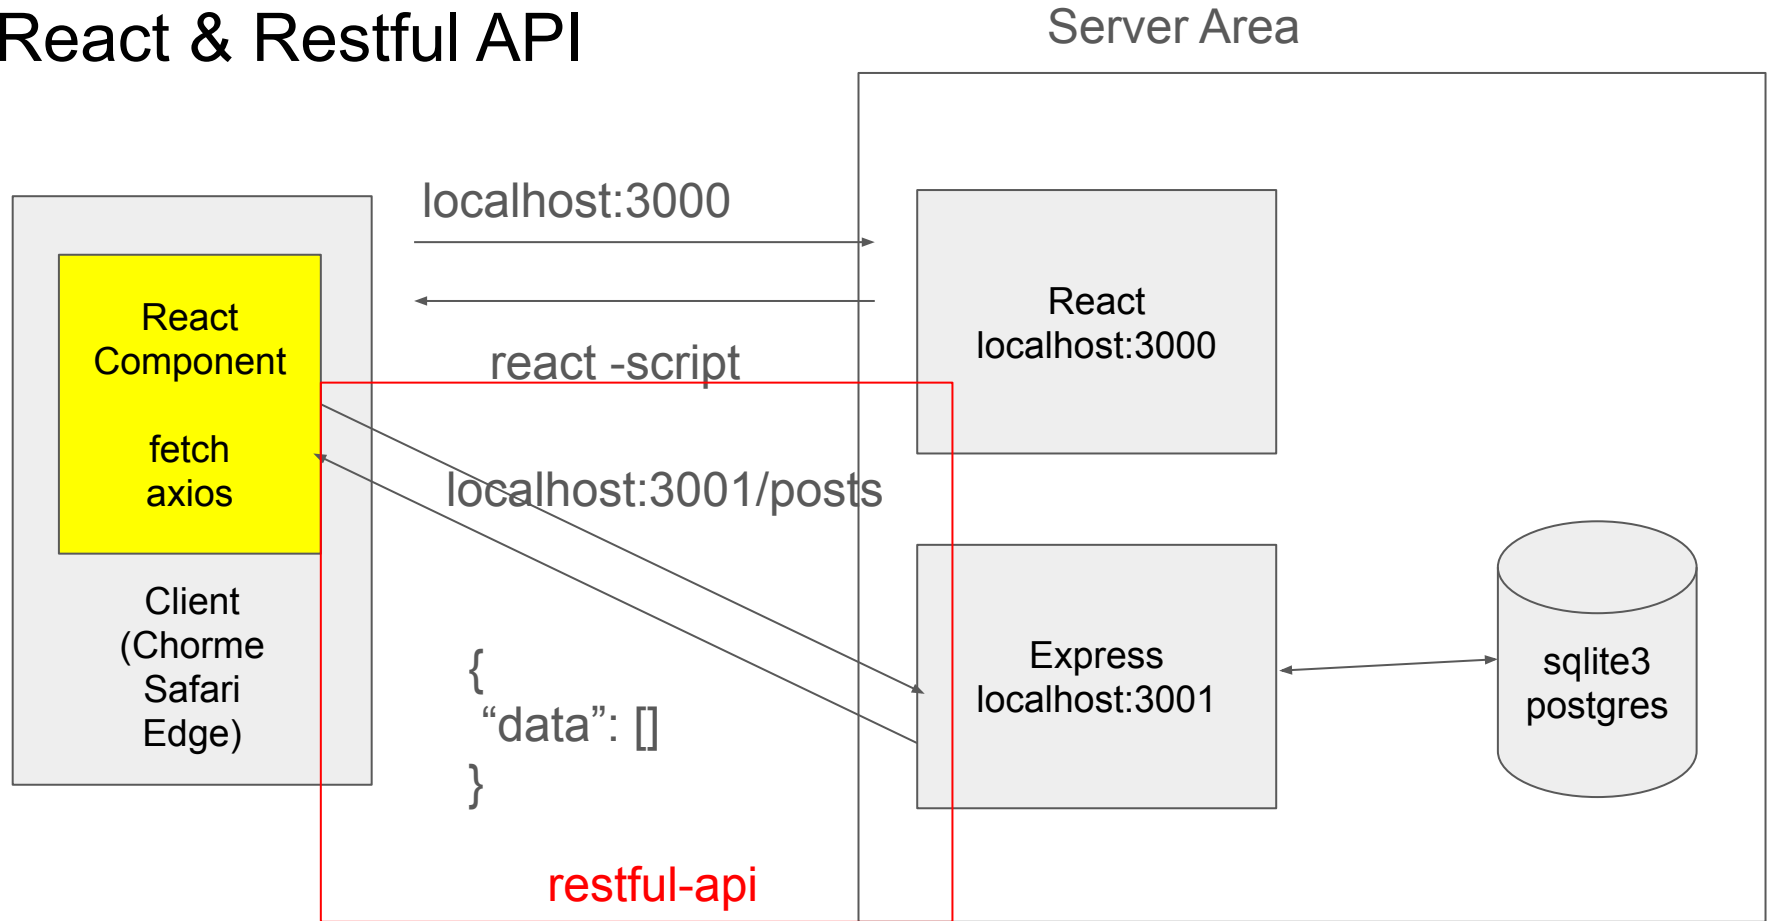 React & Restful API
Server Area
localhost:3000
react -script
React
Component
fetch
axios
Client
(Chorme
Safari
Edge)
localhost:3001/posts
{
“data”: []
}
restful-api
React
localhost:3000
Express
localhost:3001
sqlite3
postgres